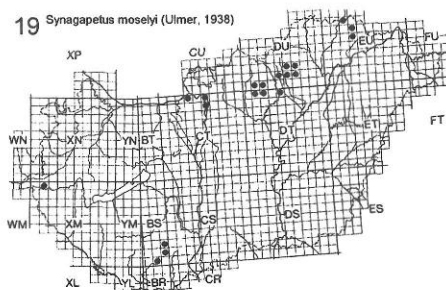 19 Synagapetus moselyi (Ulmer, 1938)
XP CU DU EU FU
WN XN YN BT CT DT ET FT
WM XM YM BS CS DS ES
XL YL BR CR